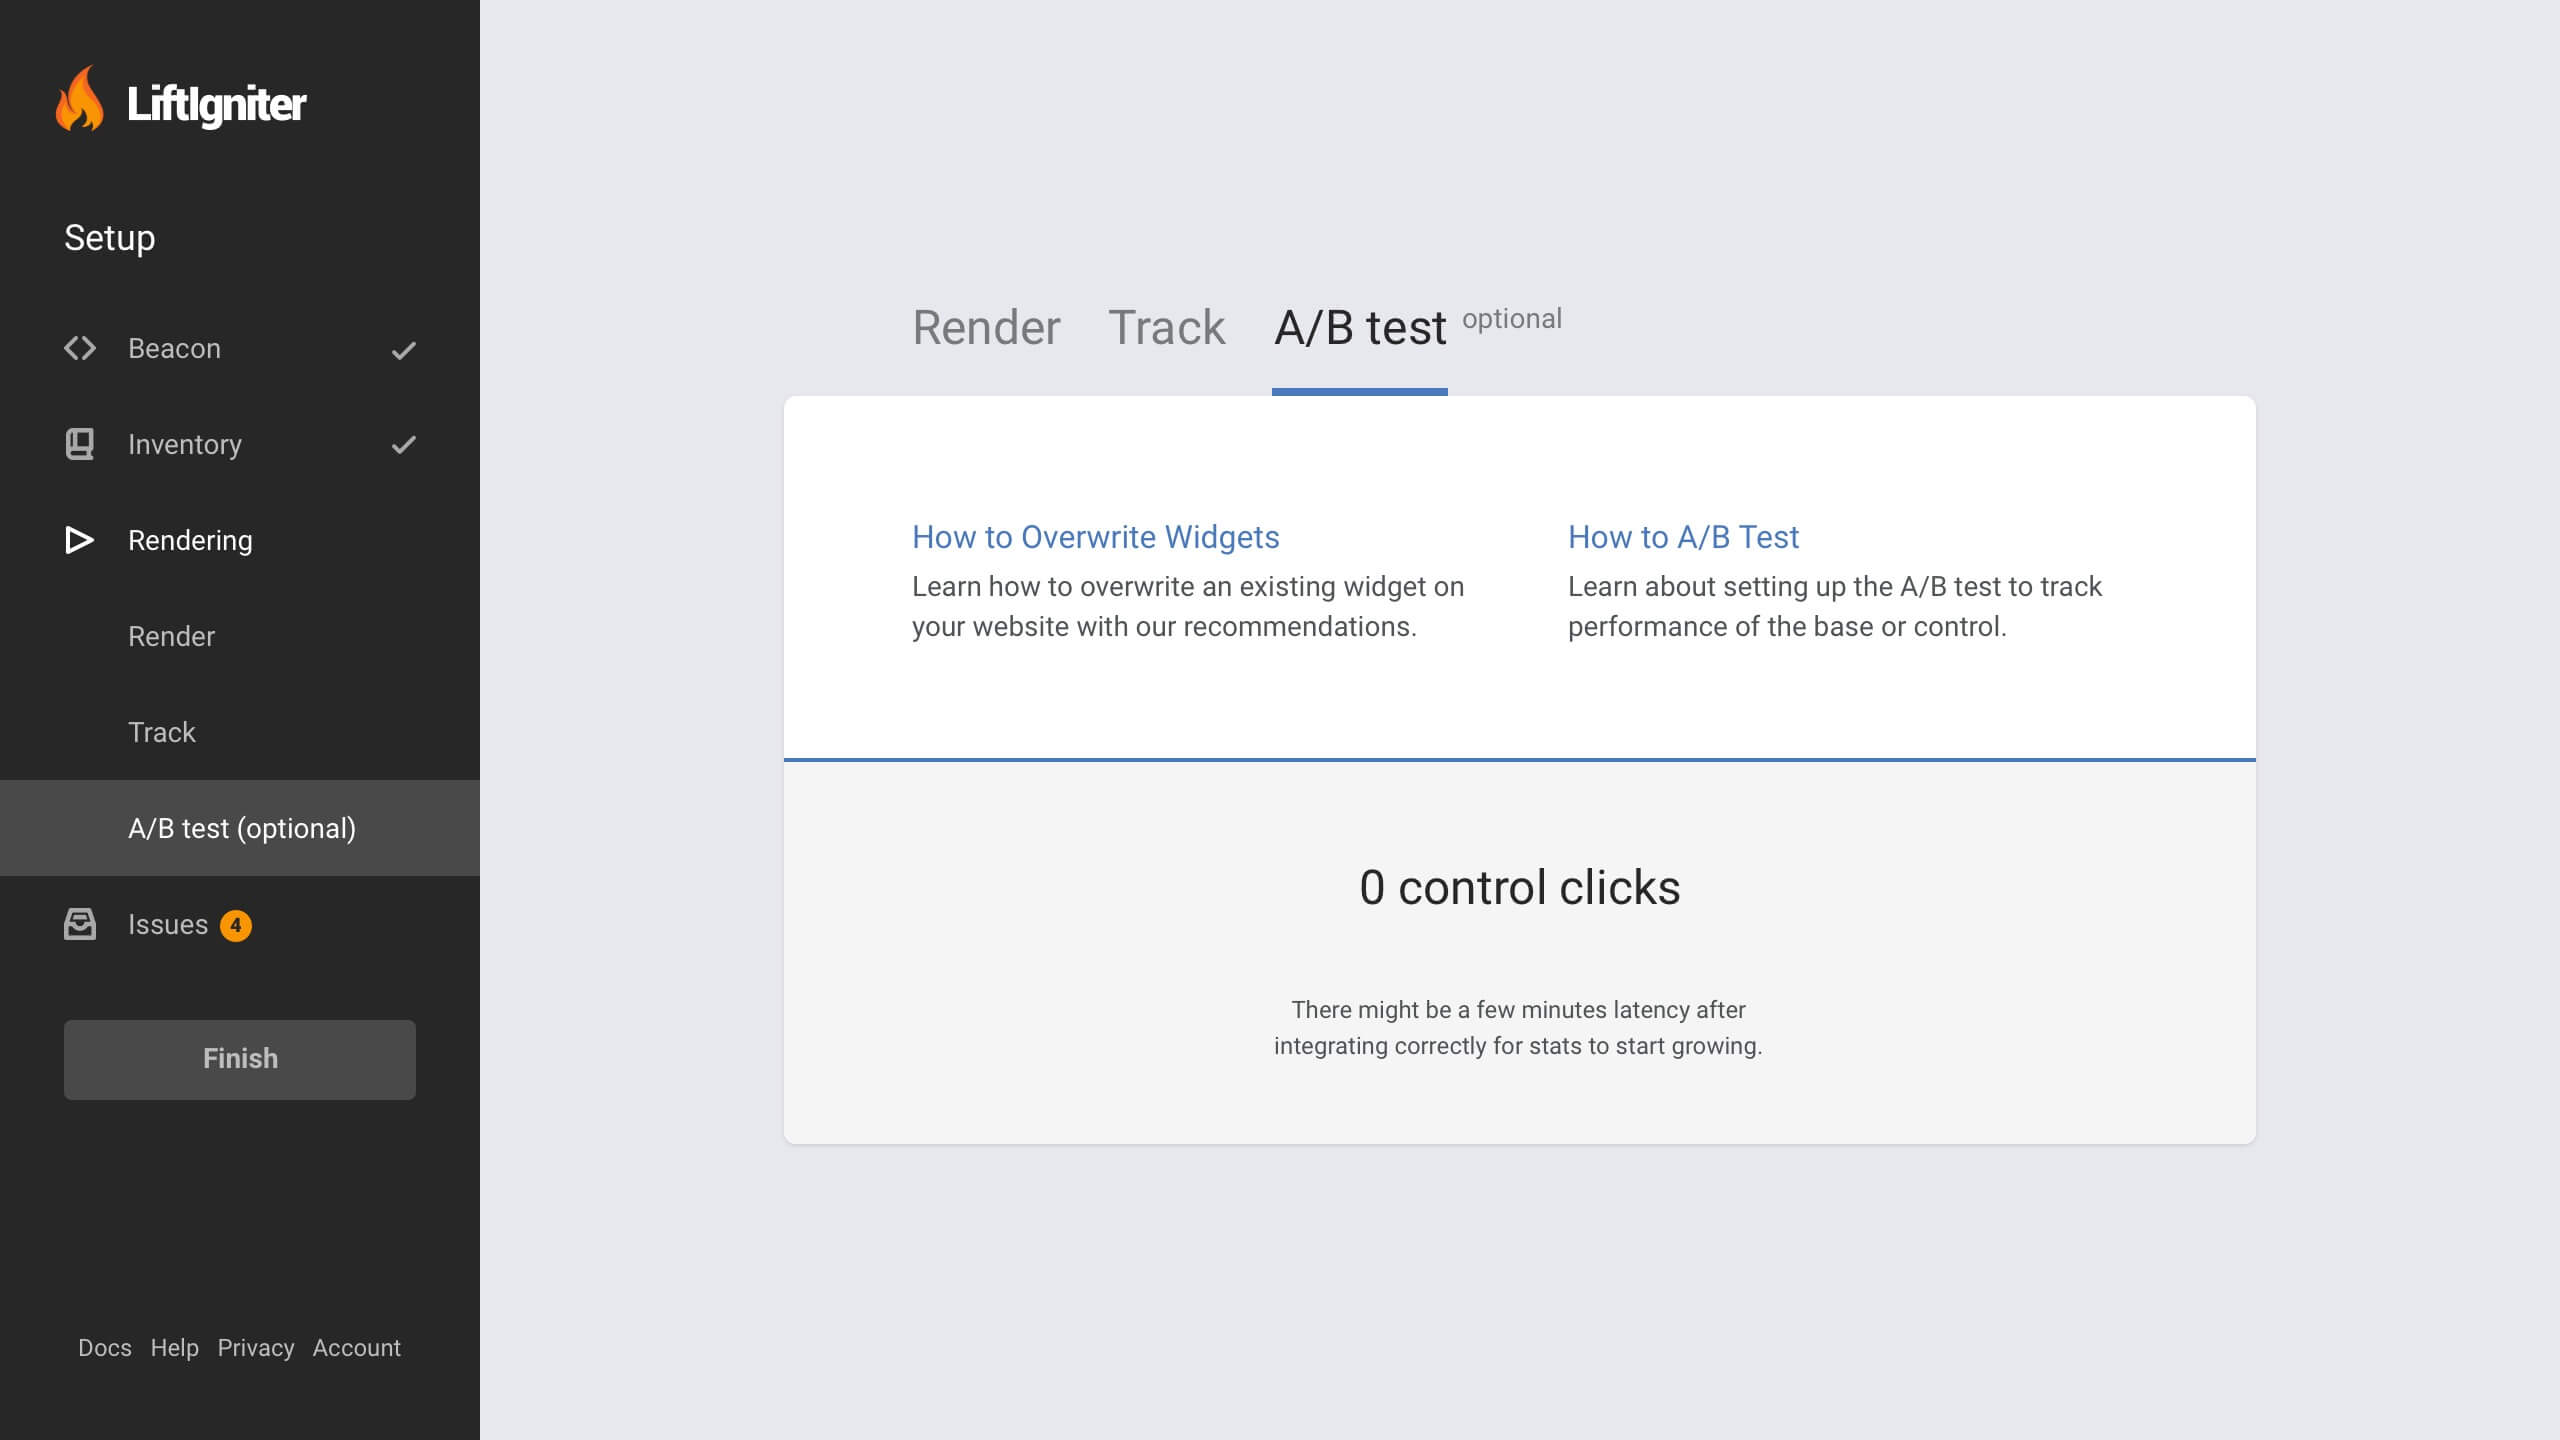 LiftIgniter
Setup
Beacon
Inventory
Rendering
Render
Track
A/B test (optional)
Issues 4
Finish
Docs Help Privacy Account
Render Track A/B test optional
How to Overwrite Widgets
Learn how to overwrite an existing widget on
your website with our recommendations.
How to A/B Test
Learn about setting up the A/B test to track
performance of the base or control.
0 control clicks
There might be a few minutes latency after
integrating correctly for stats to start growing.